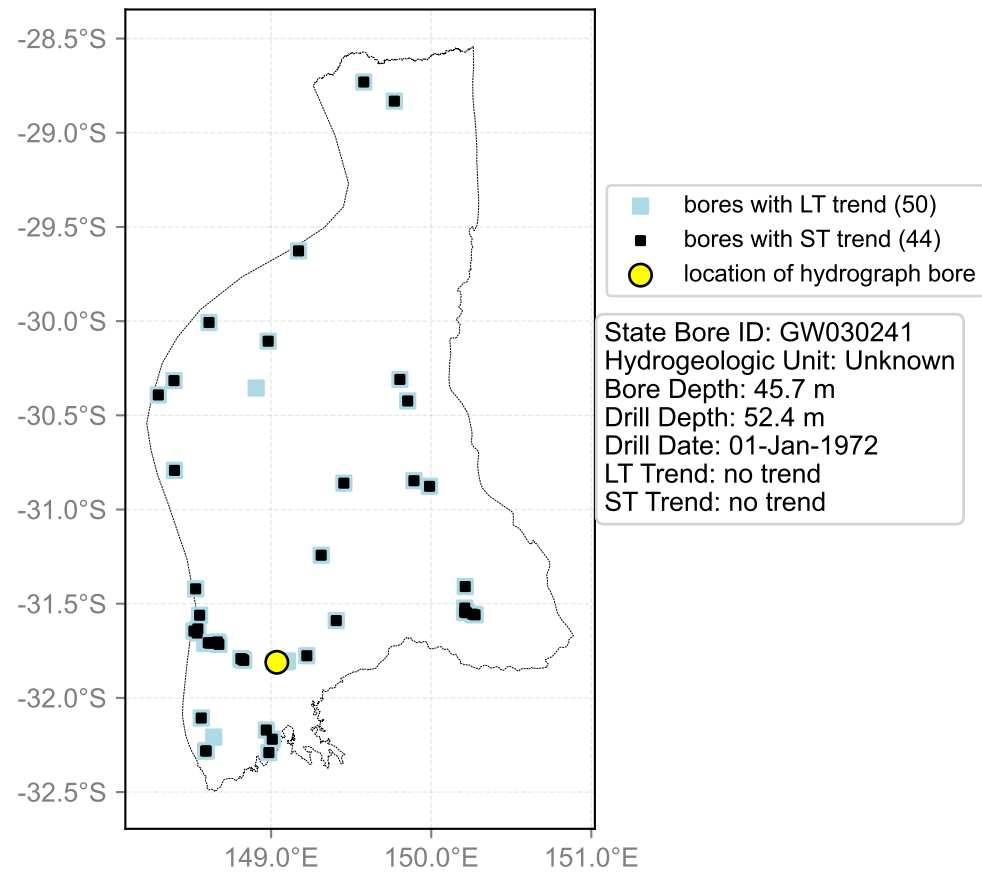 -28.5°S
-29.0°S
-29.5°S
-30.0°S
-30.5°S
-31.0°S
-31.5°S
-32.0°S
-32.5°S
149.0°E 150.0°E 151.0°E
bores with LT trend (50)
bores with ST trend (44)
location of hydrograph bore
State Bore ID: GW030241
Hydrogeologic Unit: Unknown
Bore Depth: 45.7 m
Drill Depth: 52.4 m
Drill Date: 01-Jan-1972
LT Trend: no trend
ST Trend: no trend